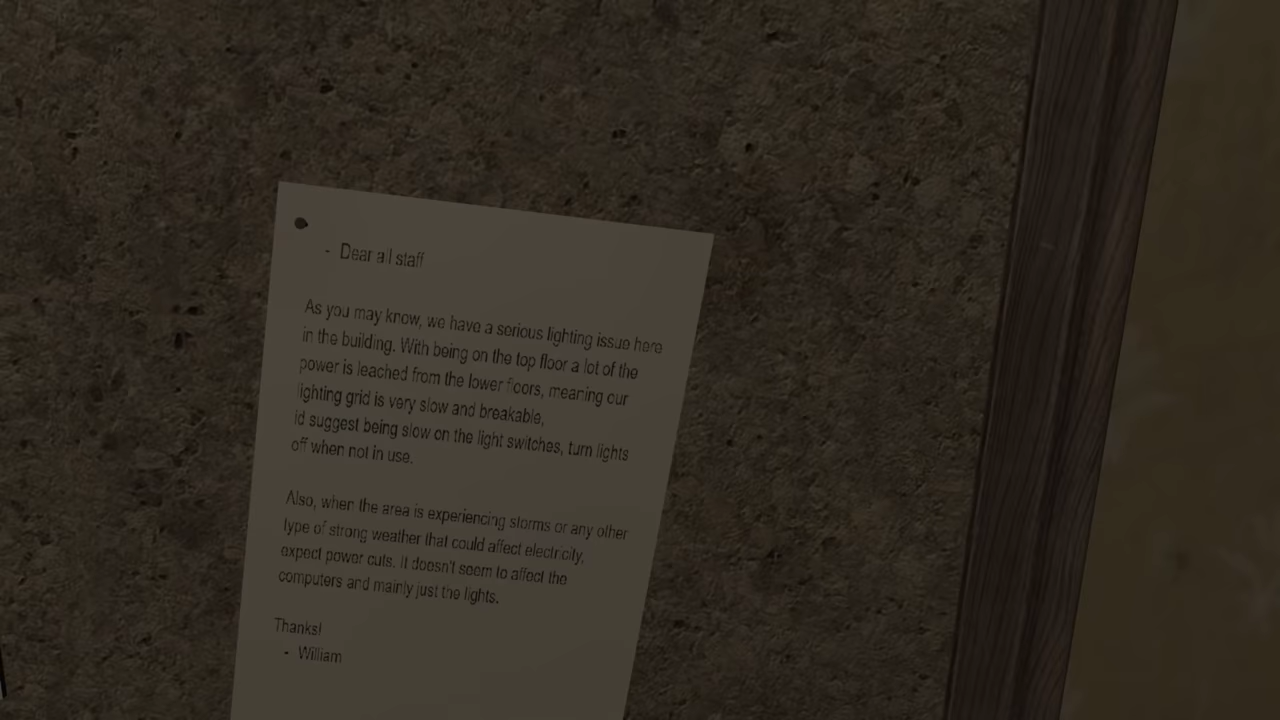 - Dear all staff
As you may know, we have a serious lighting issue here
in the building. With being on the top floor a lot of the
power is leached from the lower floors, meaning our
lighting grid is very slow and breakable,
id suggest being slow on the light switches, turn lights
off when not in use.
Also, when the area is experiencing storms or any other
type of strong weather that could affect electricity,
expect power cuts. It doesn't seem to affect the
computers and mainly just the lights.
Thanks!
- William